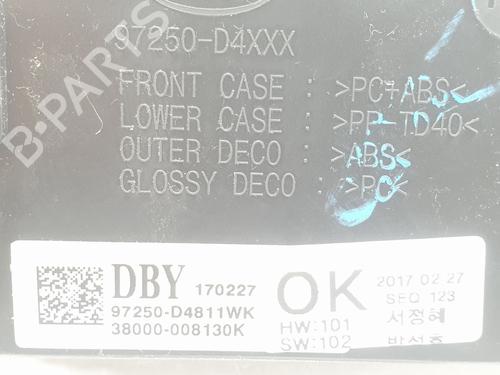 97250-D4XXX
FRONT CASE : >PC+ABS<
LOWER CASE : >PP-TD40<
OUTER DECO : >ABS<
GLOSSY DECO : >PC<
DBY 170227
97250-D4811WK
38000-008130K
OK
HW:101
SW:102
2017 02 27
SEQ 123
서정혜
B-PARTS